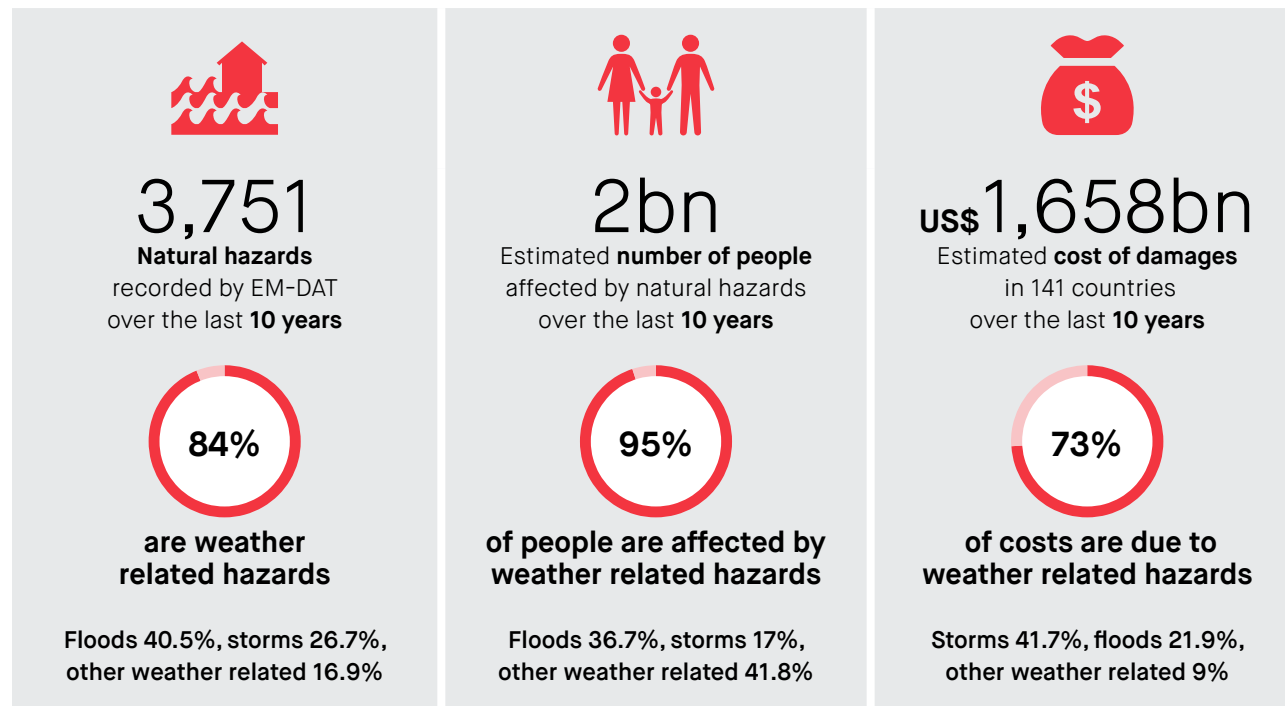 3,751
Natural hazards
recorded by EM-DAT
over the last 10 years
84%
are weather
related hazards
Floods 40.5%, storms 26.7%,
other weather related 16.9%
2bn
Estimated number of people
affected by natural hazards
over the last 10 years
95%
of people are affected by
weather related hazards
Floods 36.7%, storms 17%,
other weather related 41.8%
$
US$1,658bn
Estimated cost of damages
in 141 countries
over the last 10 years
73%
of costs are due to
weather related hazards
Storms 41.7%, floods 21.9%,
other weather related 9%